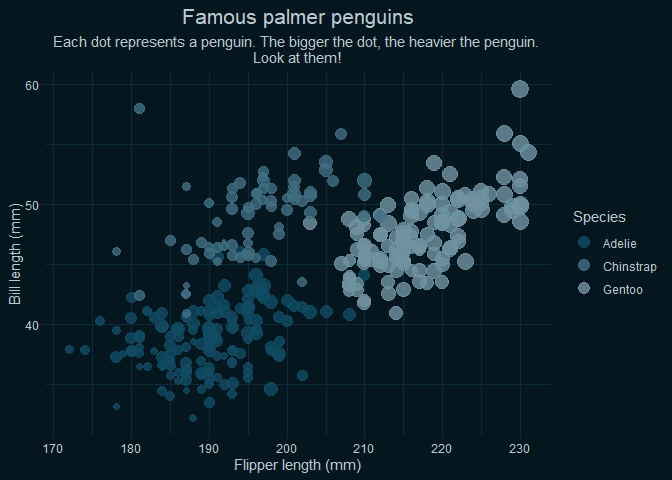 Famous palmer penguins
Each dot represents a penguin. The bigger the dot, the heavier the penguin.
Look at them!
60
50
40
Bill length (mm)
170 180 190 200 210 220 230
Flipper length (mm)
Species
Adelie
Chinstrap
Gentoo